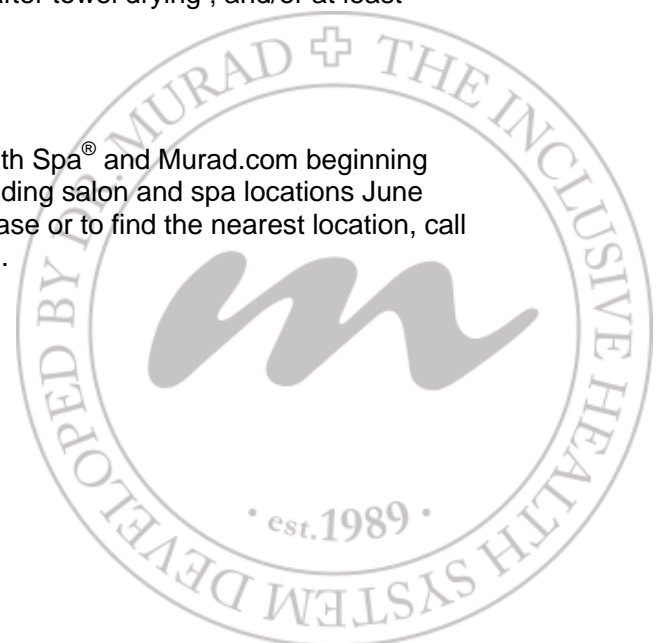 after towel drying , and/or at least
th Spa® and Murad.com beginning
ding salon and spa locations June
ase or to find the nearest location, call
.
THE INCLUSIVE HEALTH SYSTEM DEVELOPED BY DR. MURAD
m
• est.1989 •